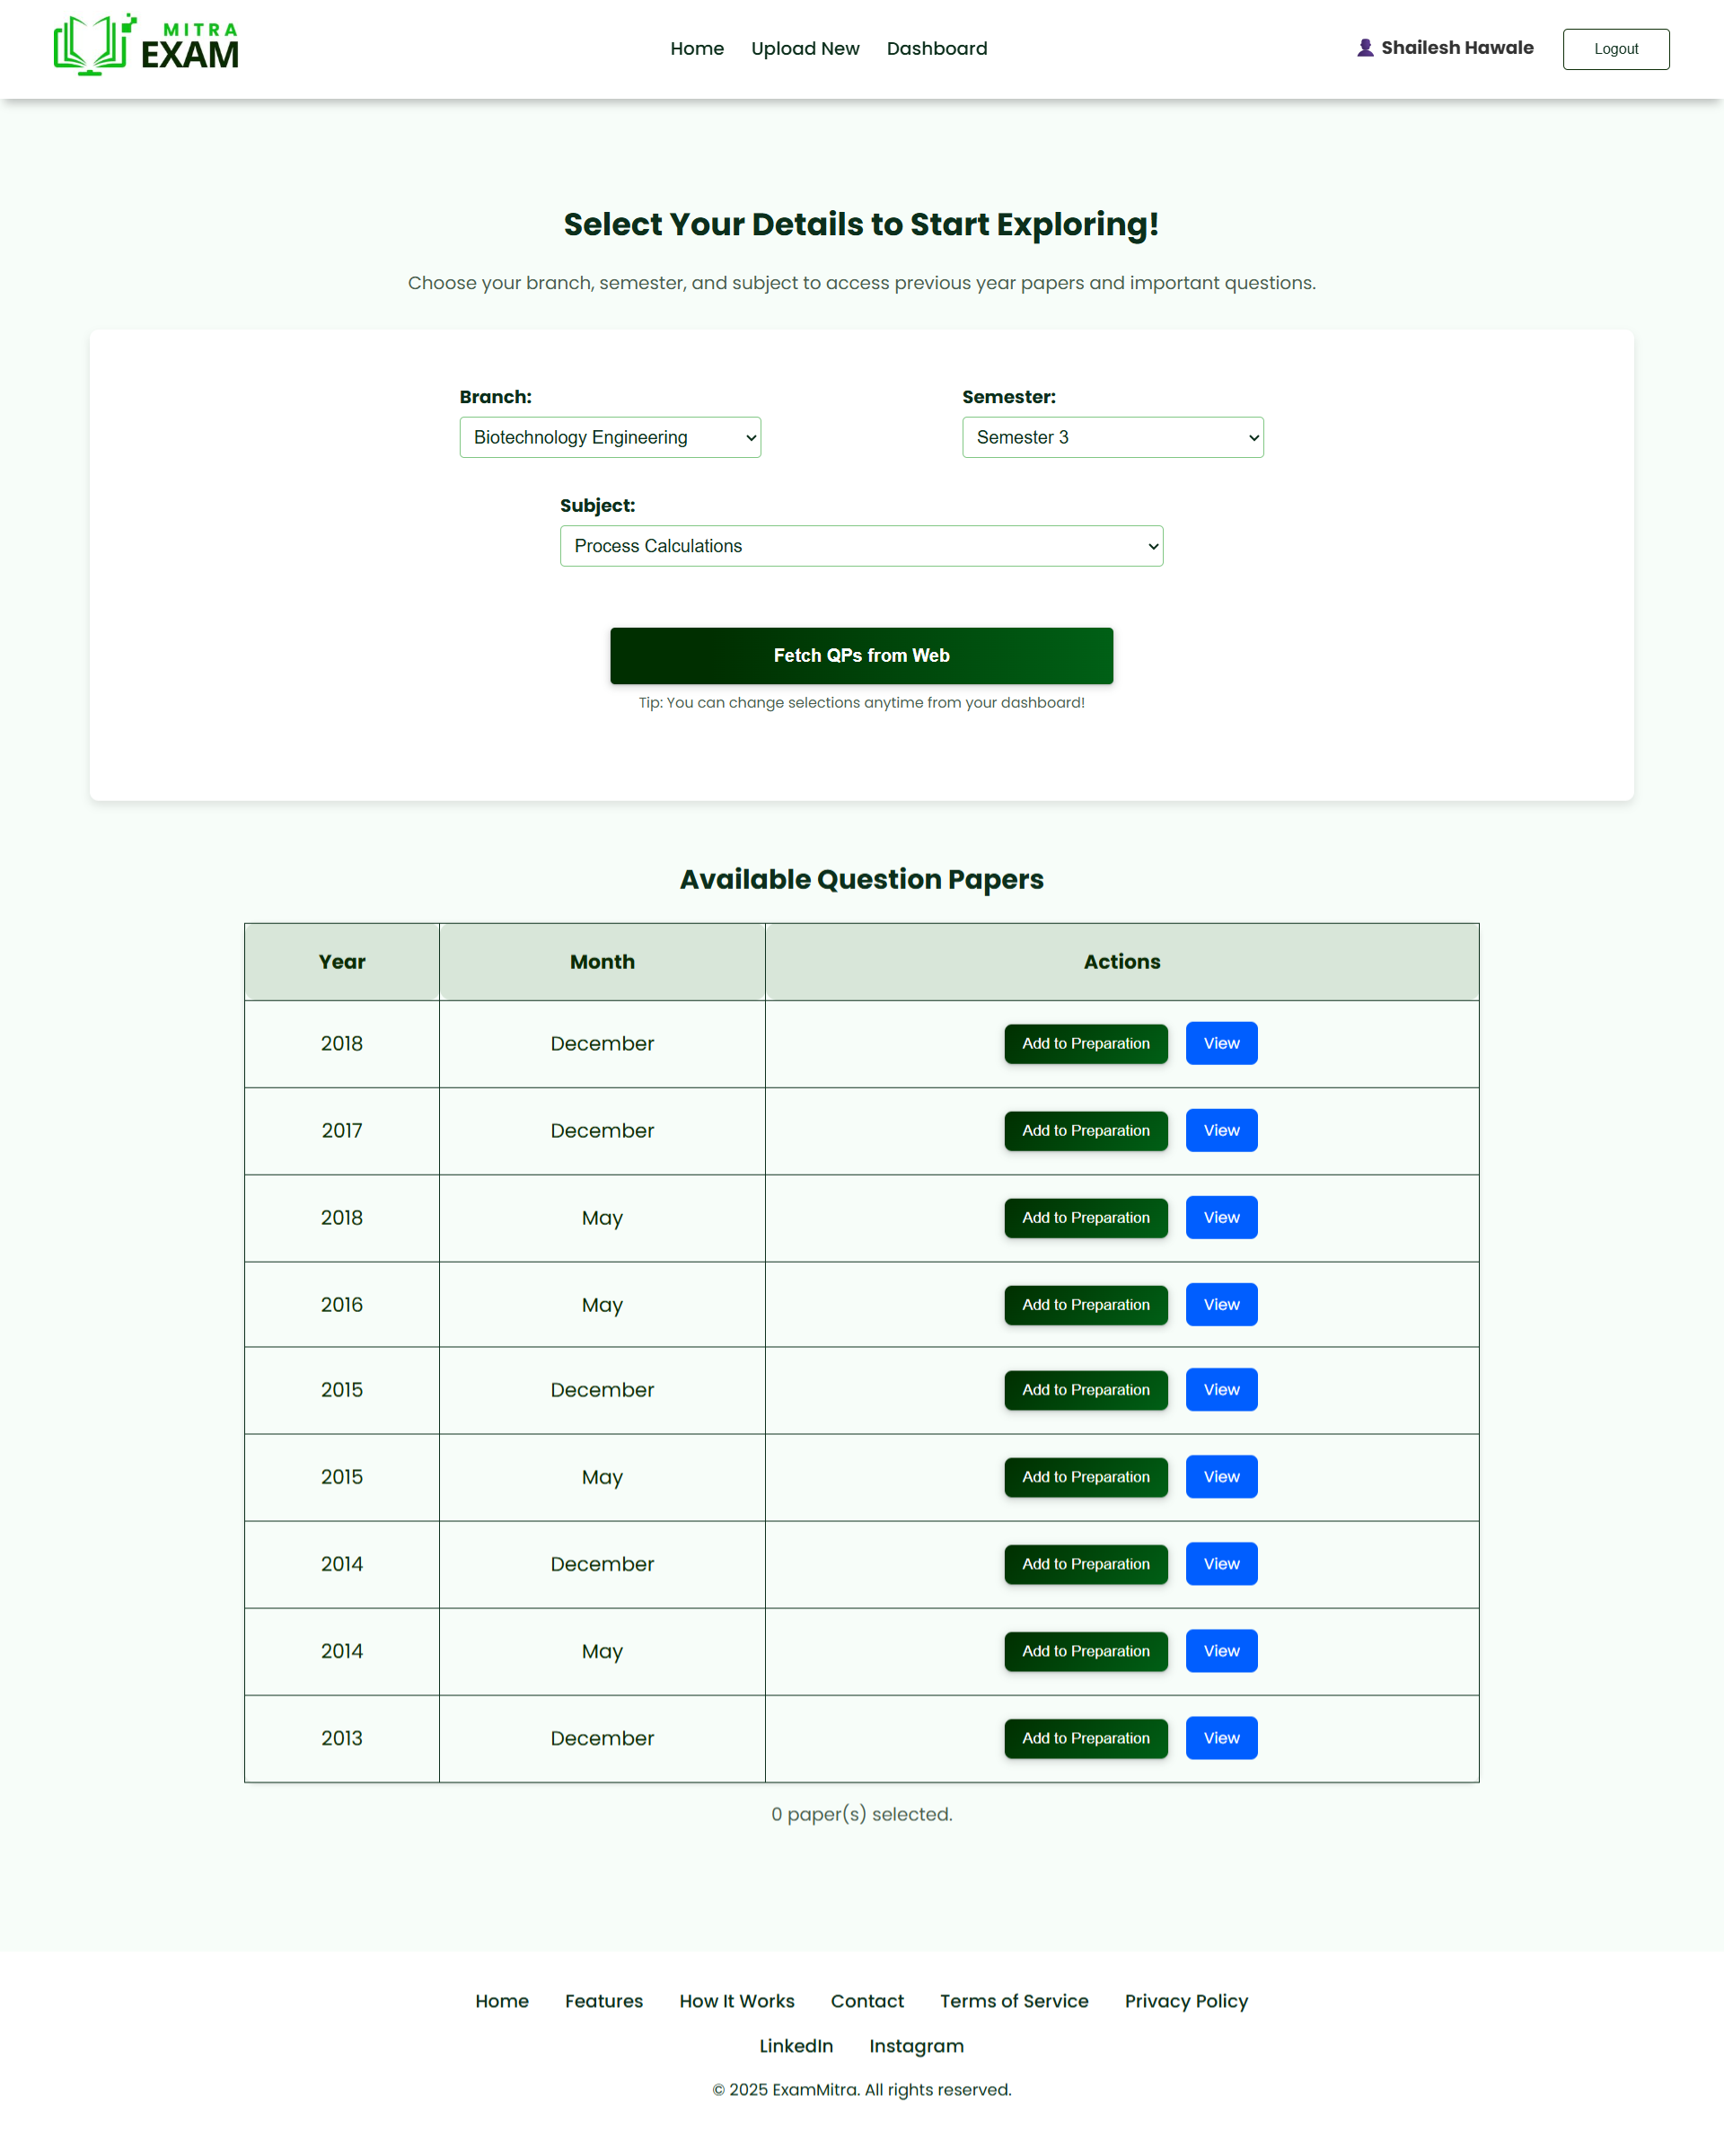 MITRA
EXAM
Home Upload New Dashboard
Shailesh Hawale
Logout
Select Your Details to Start Exploring!
Choose your branch, semester, and subject to access previous year papers and important questions.
Branch: Semester:
Biotechnology Engineering Semester 3
Subject:
Process Calculations
Fetch QPs from Web
Tip: You can change selections anytime from your dashboard!
Available Question Papers
Year Month Actions
2018 December Add to Preparation View
2017 December Add to Preparation View
2018 May Add to Preparation View
2016 May Add to Preparation View
2015 December Add to Preparation View
2015 May Add to Preparation View
2014 December Add to Preparation View
2014 May Add to Preparation View
2013 December Add to Preparation View
0 paper(s) selected.
Home Features How It Works Contact Terms of Service Privacy Policy
LinkedIn Instagram
© 2025 ExamMitra. All rights reserved.